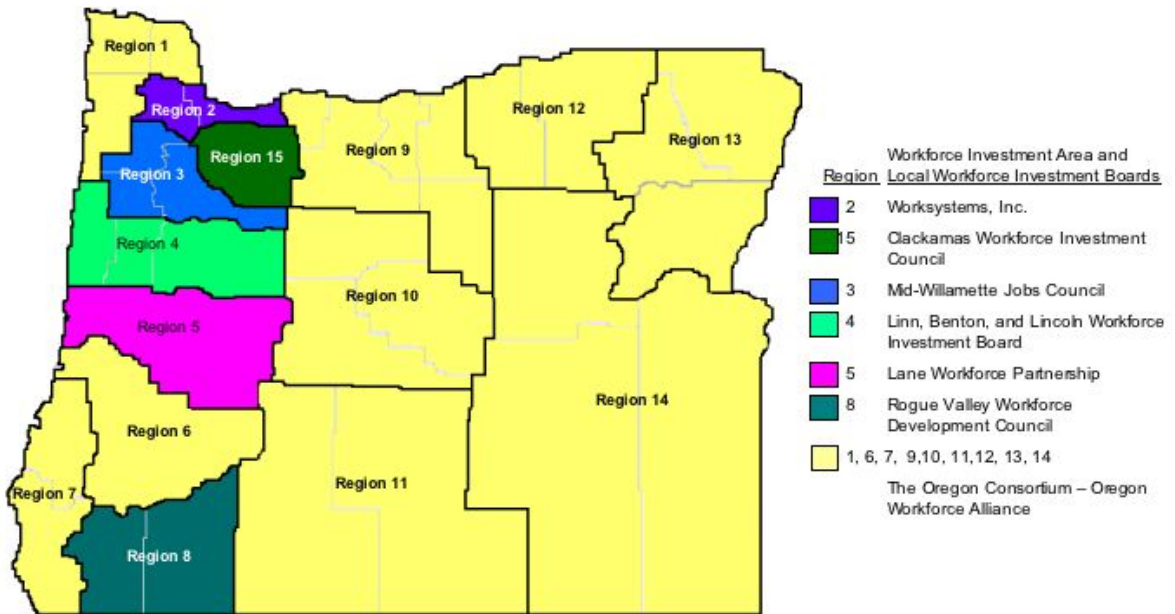 Region 1
Region 2
Region 12
Region 13
Region 15
Region 9
Region 3
Region 4
Region 10
Region 5
Region 14
Region 6
Region 11
Region 7
Region 8
Workforce Investment Area and
Region Local Workforce Investment Boards
2 Worksystems, Inc.
15 Clackamas Workforce Investment
Council
3 Mid-Willamette Jobs Council
4 Linn, Benton, and Lincoln Workforce
Investment Board
5 Lane Workforce Partnership
8 Rogue Valley Workforce
Development Council
1, 6, 7, 9,10, 11,12, 13, 14
The Oregon Consortium – Oregon
Workforce Alliance